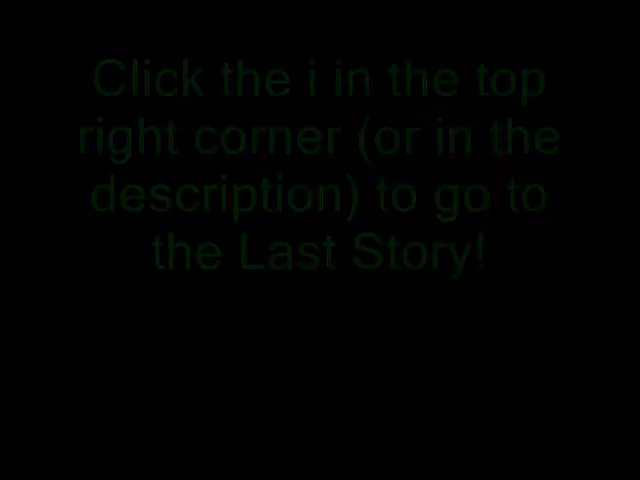 Click the i in the top
right corner (or in the
description) to go to
the Last Story!